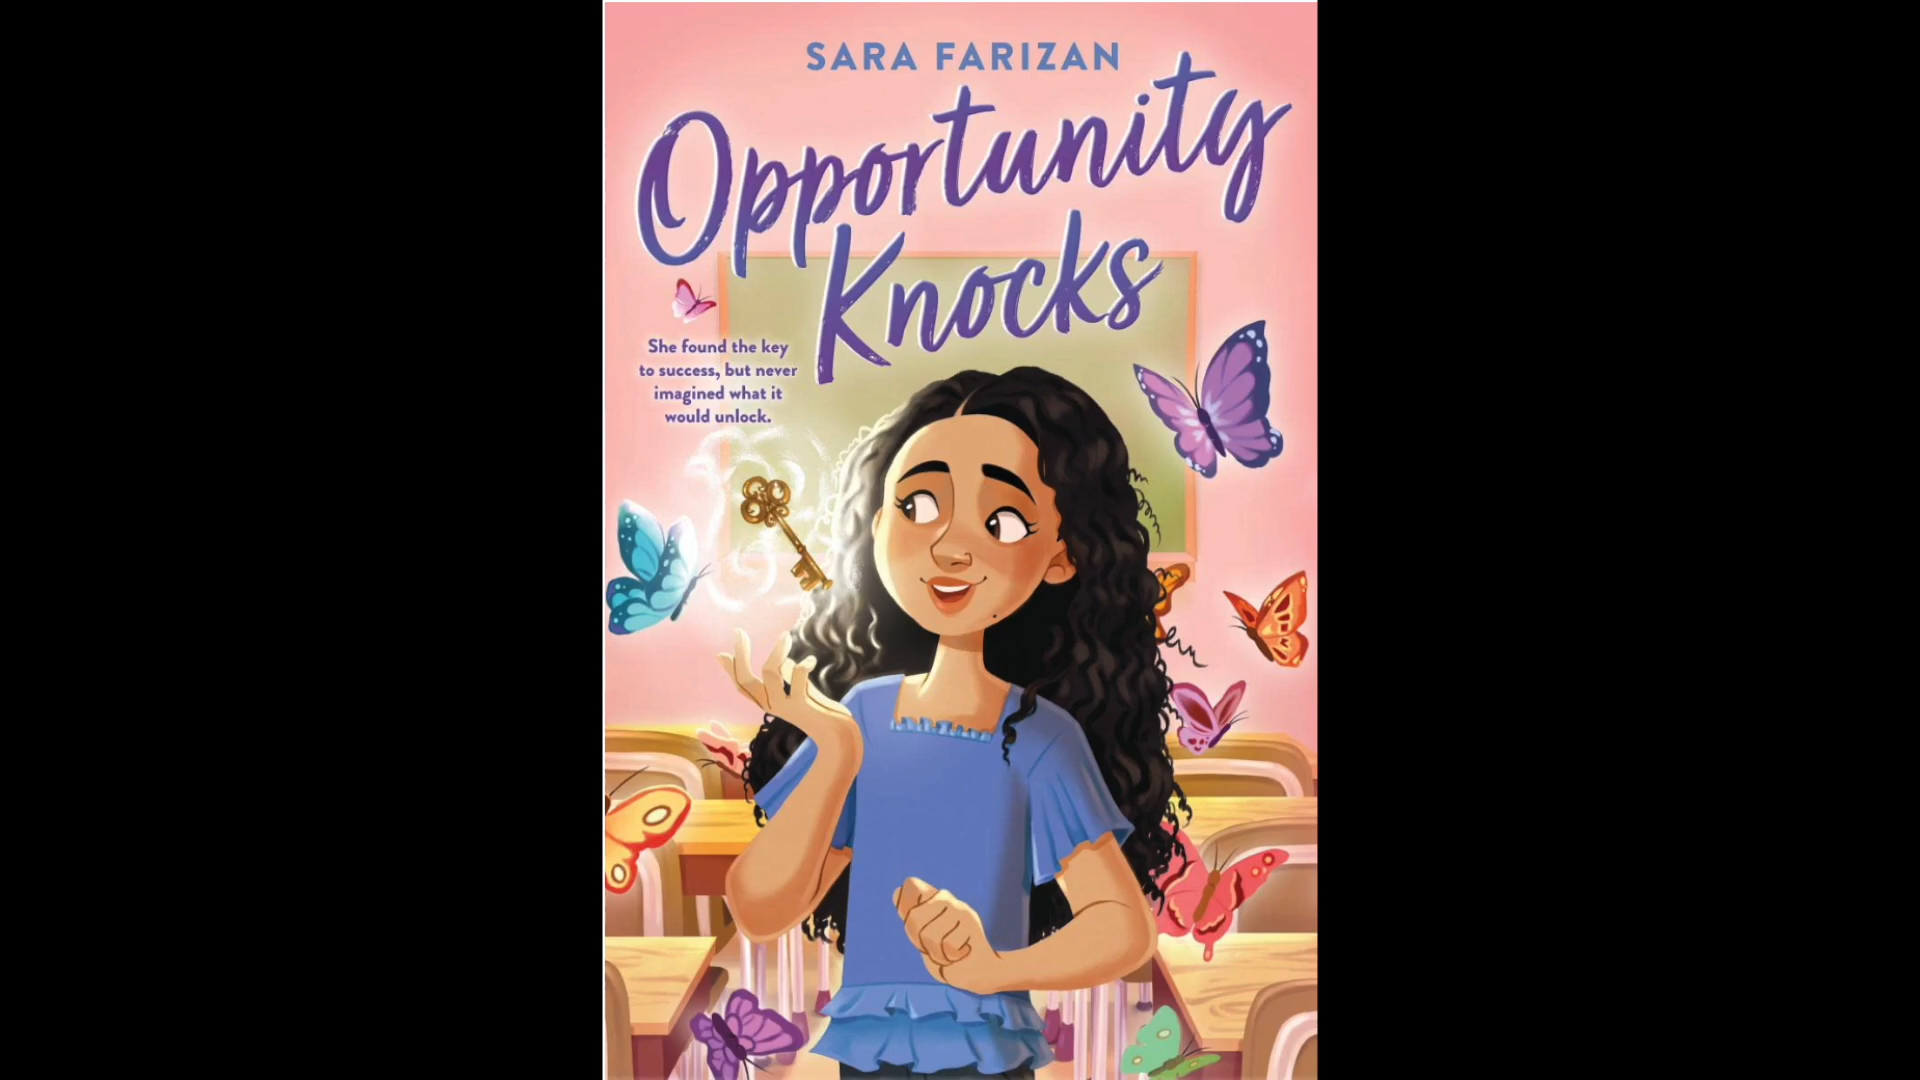 SARA FARIZAN
Opportunity
Knocks
She found the key
to success, but never
imagined what it
would unlock.